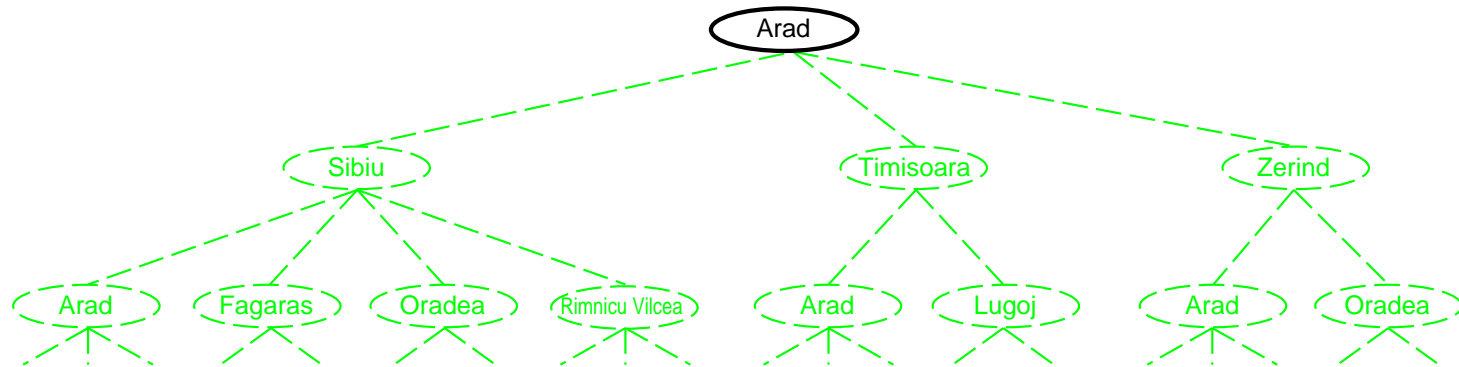 Arad
Sibiu
Timisoara
Zerind
Arad
Fagaras
Oradea
Rimnicu Vilcea
Arad
Lugoj
Arad
Oradea